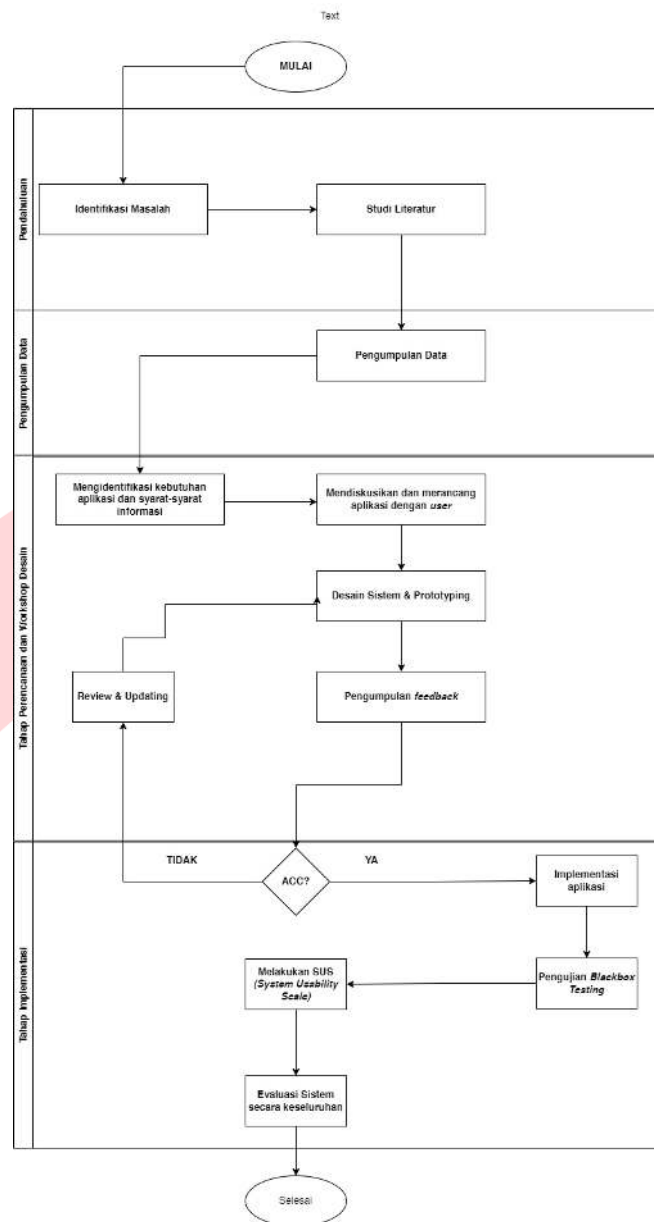 Text
MULAI
Pendahuluan
Identifikasi Masalah
Studi Literatur
Pengumpulan Data
Pengumpulan Data
Tahap Perencanaan dan Workshop Desain
Mengidentifikasi kebutuhan
aplikasi dan syarat-syarat
informasi
Mendiskusikan dan merancang
aplikasi dengan user
Desain Sistem & Prototyping
Review & Updating
Pengumpulan feedback
Tahap Implementasi
TIDAK
ACC?
YA
Implementasi
aplikasi
Pengujian Blackbox
Testing
Melakukan SUS
(System Usability
Scale)
Evaluasi Sistem
secara keseluruhan
Selesai